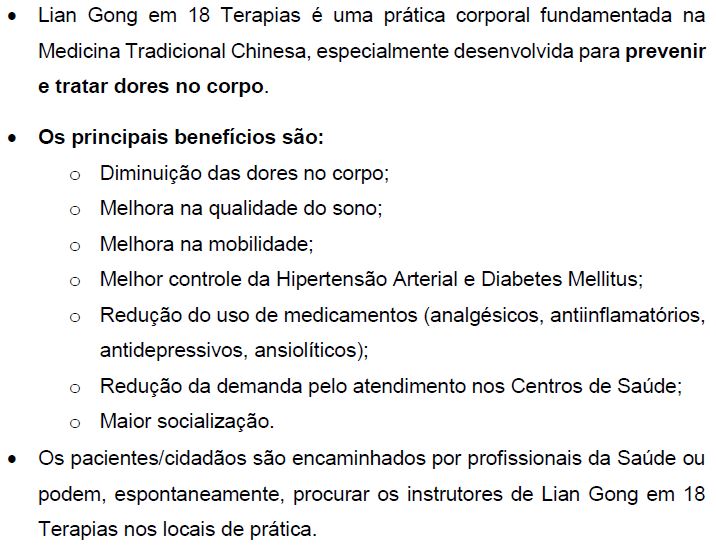 • Lian Gong em 18 Terapias é uma prática corporal fundamentada na
Medicina Tradicional Chinesa, especialmente desenvolvida para prevenir
e tratar dores no corpo.
• Os principais benefícios são:
o Diminuição das dores no corpo;
o Melhora na qualidade do sono;
o Melhora na mobilidade;
o Melhor controle da Hipertensão Arterial e Diabetes Mellitus;
o Redução do uso de medicamentos (analgésicos, antiinflamatórios,
antidepressivos, ansiolíticos);
o Redução da demanda pelo atendimento nos Centros de Saúde;
o Maior socialização.
• Os pacientes/cidadãos são encaminhados por profissionais da Saúde ou
podem, espontaneamente, procurar os instrutores de Lian Gong em 18
Terapias nos locais de prática.